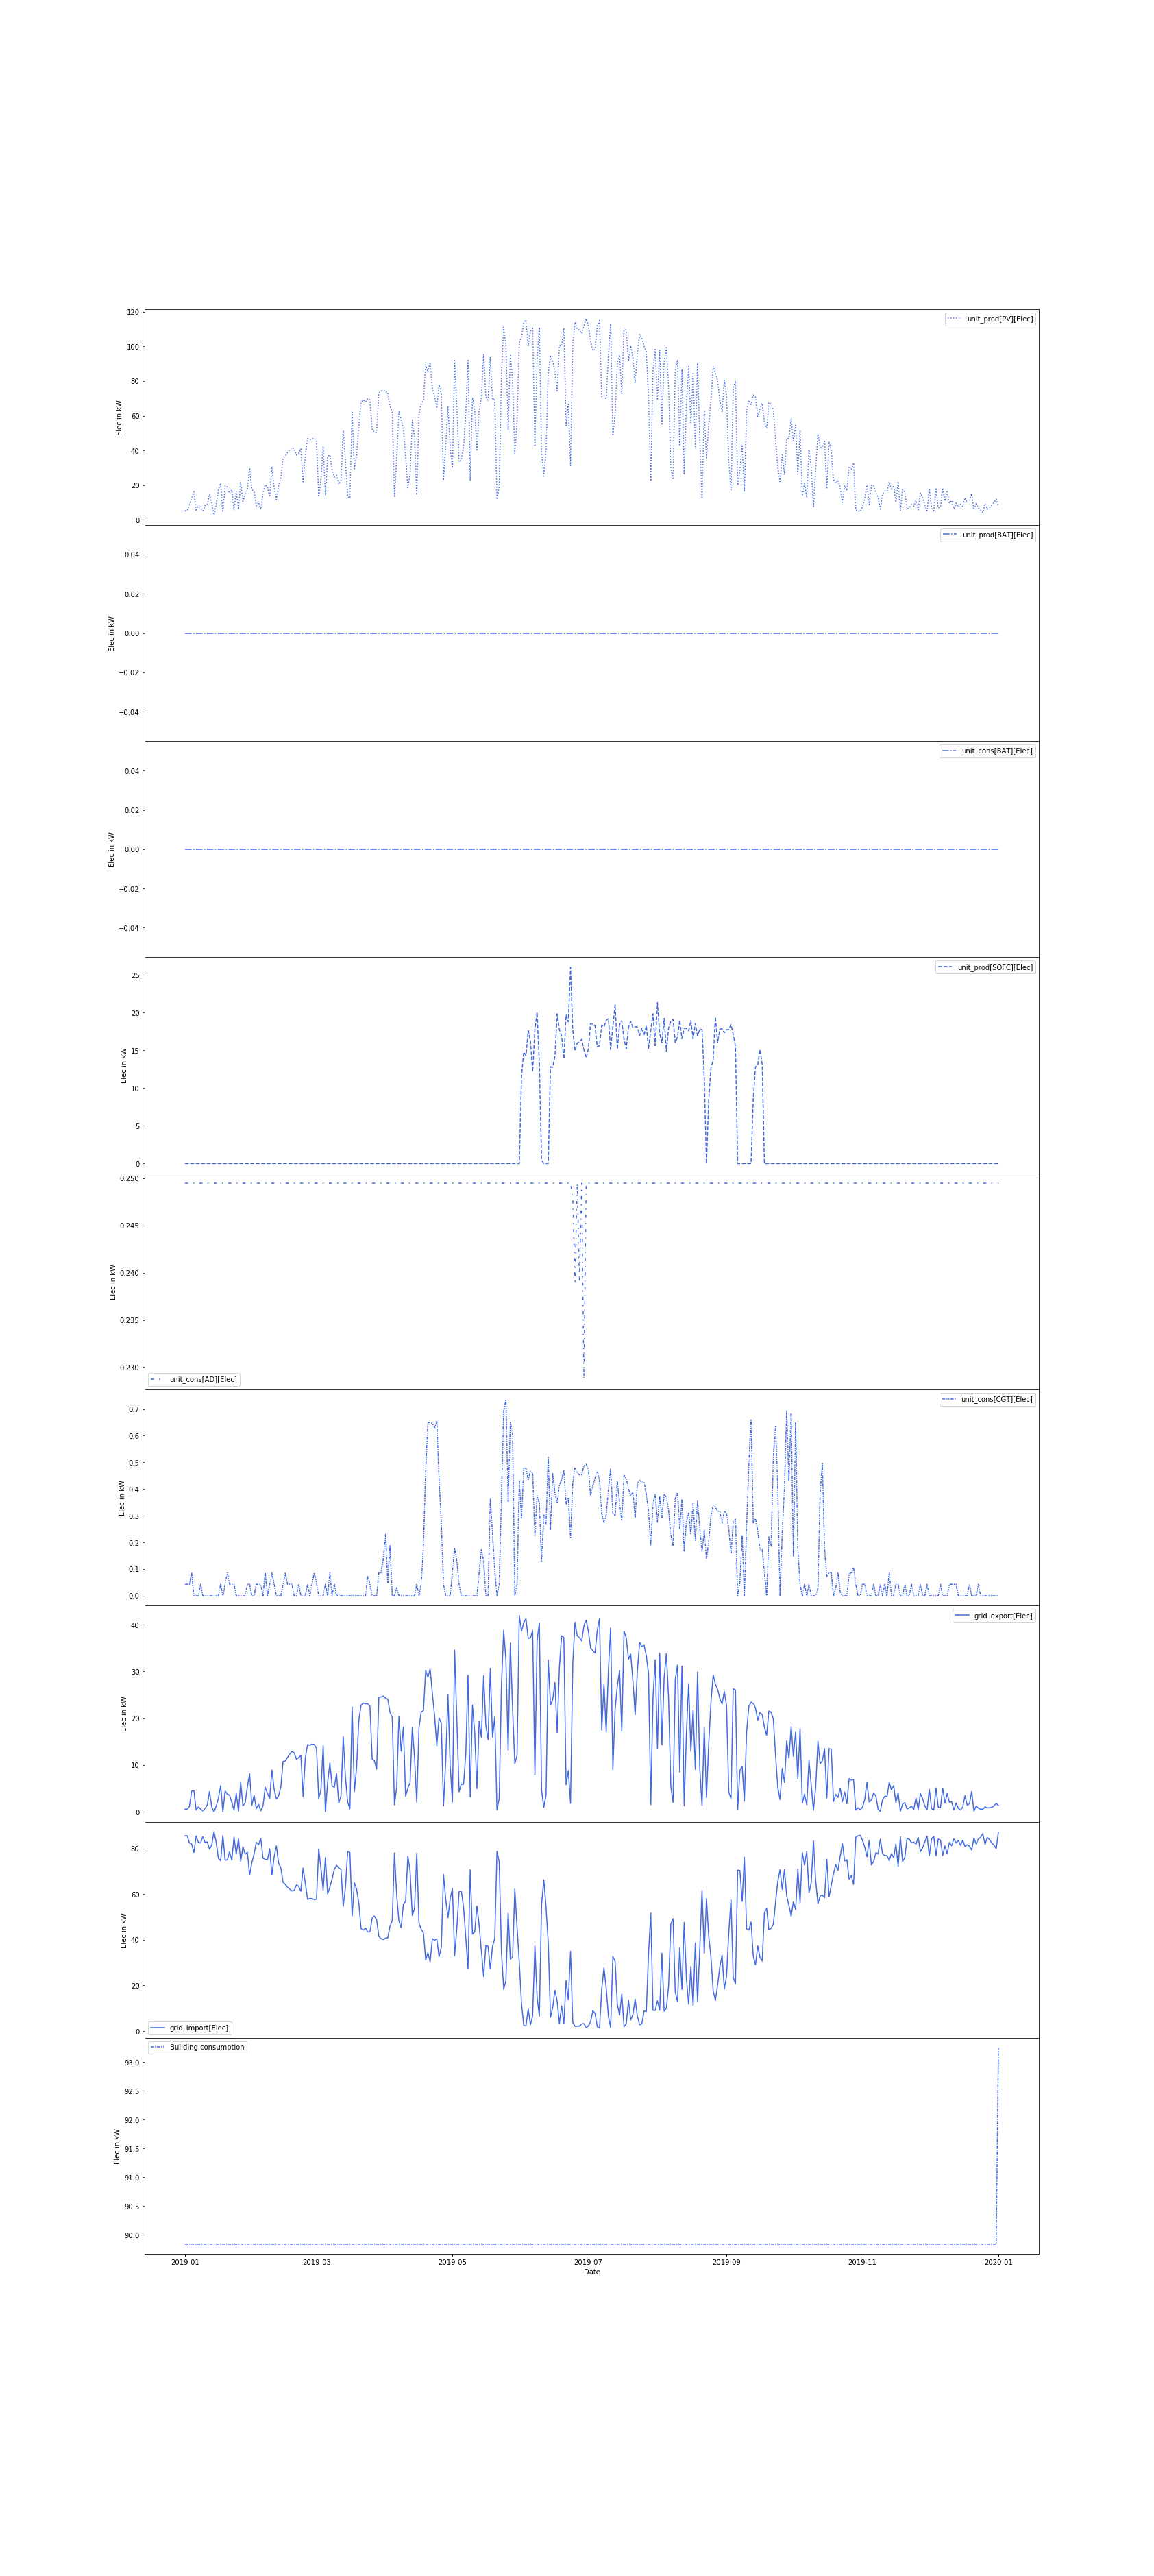 120
100
80
60
40
20
0
Elec in kW
unit_prod[PV][Elec]
0.04
0.02
0.00
−0.02
−0.04
Elec in kW
unit_prod[BAT][Elec]
0.04
0.02
0.00
−0.02
−0.04
Elec in kW
unit_cons[BAT][Elec]
25
20
15
10
5
0
Elec in kW
unit_prod[SOFC][Elec]
0.250
0.245
0.240
0.235
0.230
Elec in kW
unit_cons[AD][Elec]
0.7
0.6
0.5
0.4
0.3
0.2
0.1
0.0
Elec in kW
unit_cons[CGT][Elec]
40
30
20
10
0
Elec in kW
grid_export[Elec]
80
60
40
20
0
Elec in kW
grid_import[Elec]
Building consumption
93.0
92.5
92.0
91.5
91.0
90.5
90.0
Elec in kW
2019-01 2019-03 2019-05 2019-07 2019-09 2019-11 2020-01
Date